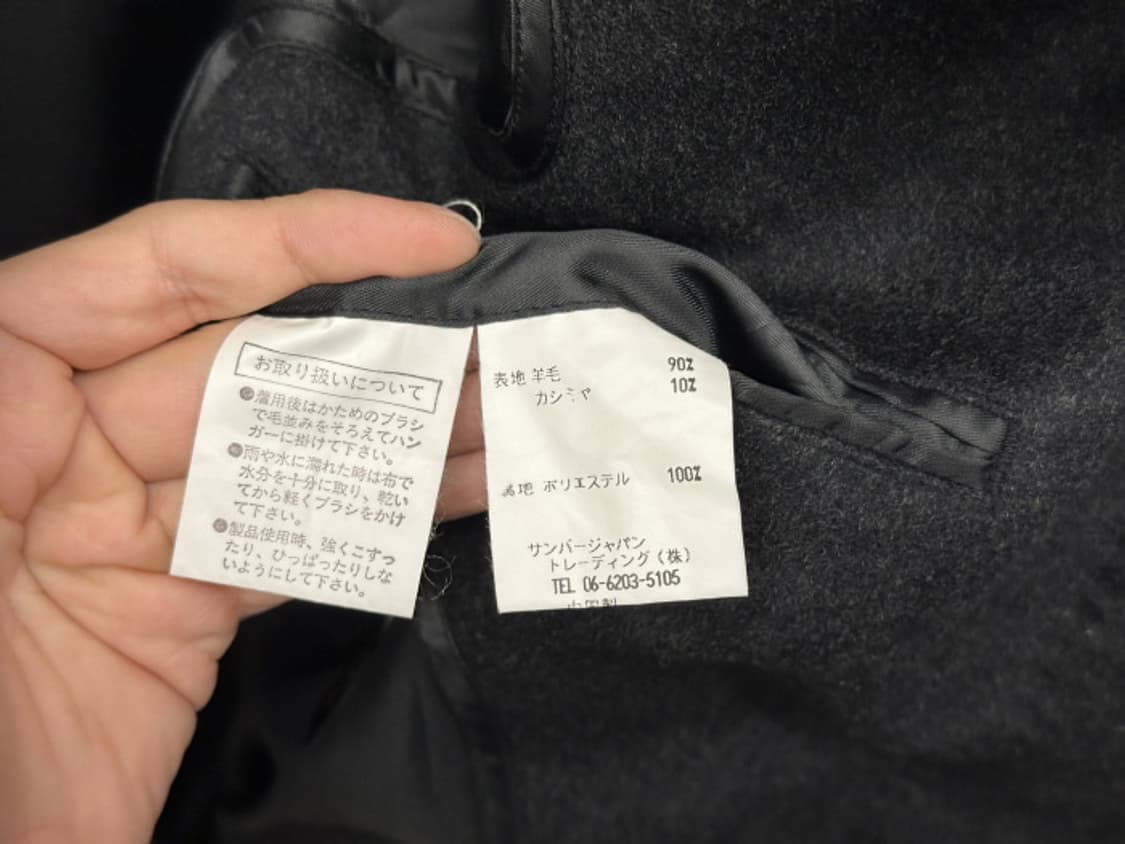 お取り扱いについて
●着用後はかためのブラシ
で毛並みをそろえてハン
ガーに掛けて下さい。
●雨や水に濡れた時は布で
水分を十分に取り、乾い
てから軽くブラシをかけ
て下さい。
●製品使用時、強くこすっ
たり、ひっぱったりしな
いようにして下さい。
表地 羊毛 90%
カシミヤ 10%
裏地 ポリエステル 100%
サンバージャパン
トレーディング(株)
TEL 06-6203-5105
中国製